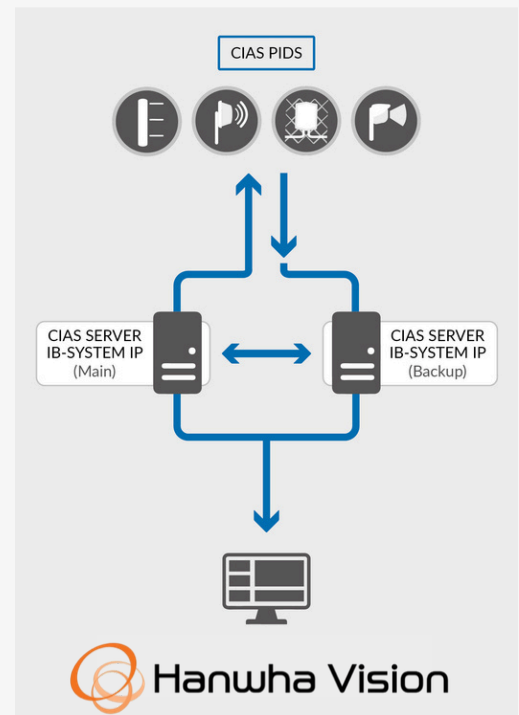 CIAS PIDS
CIAS SERVER
IB-SYSTEM IP
(Main)
CIAS SERVER
IB-SYSTEM IP
(Backup)
Hanwha Vision